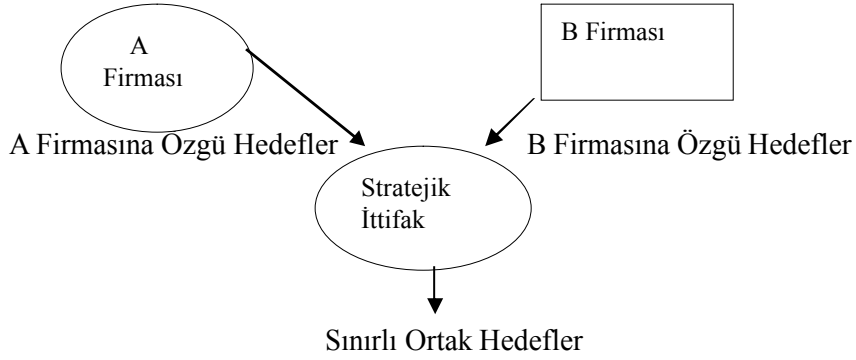 A
Firması
B Firması
A Firmasına Özgü Hedefler
B Firmasına Özgü Hedefler
Stratejik
İttifak
Sınırlı Ortak Hedefler